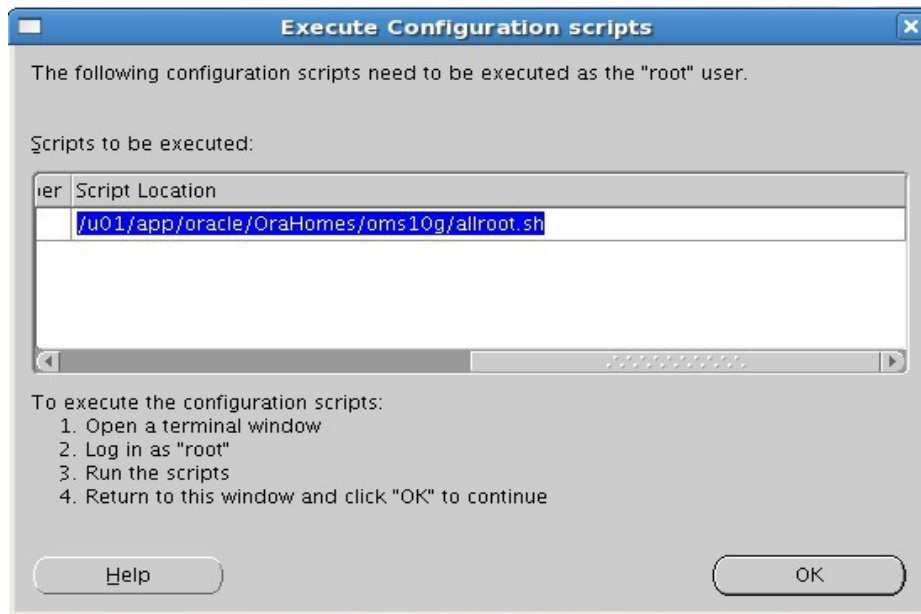 Execute Configuration scripts
The following configuration scripts need to be executed as the "root" user.
Scripts to be executed:
er Script Location
/u01/app/oracle/OraHomes/oms10g/allroot.sh
To execute the configuration scripts:
1. Open a terminal window
2. Log in as "root"
3. Run the scripts
4. Return to this window and click "OK" to continue
Help OK